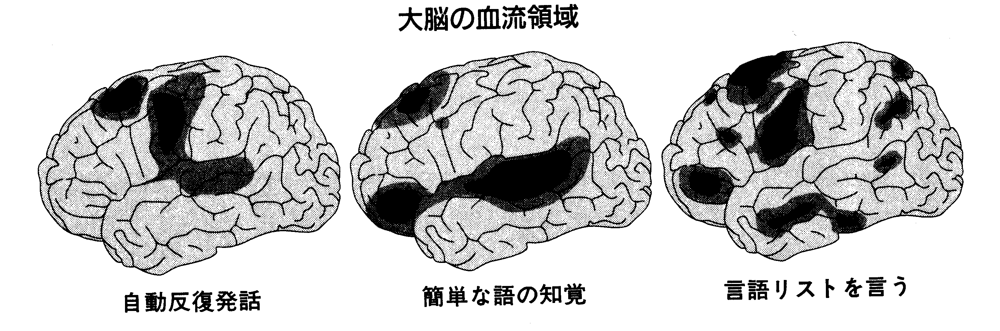 大脳の血流領域
自動反復発話
簡単な語の知覚
言語リストを言う